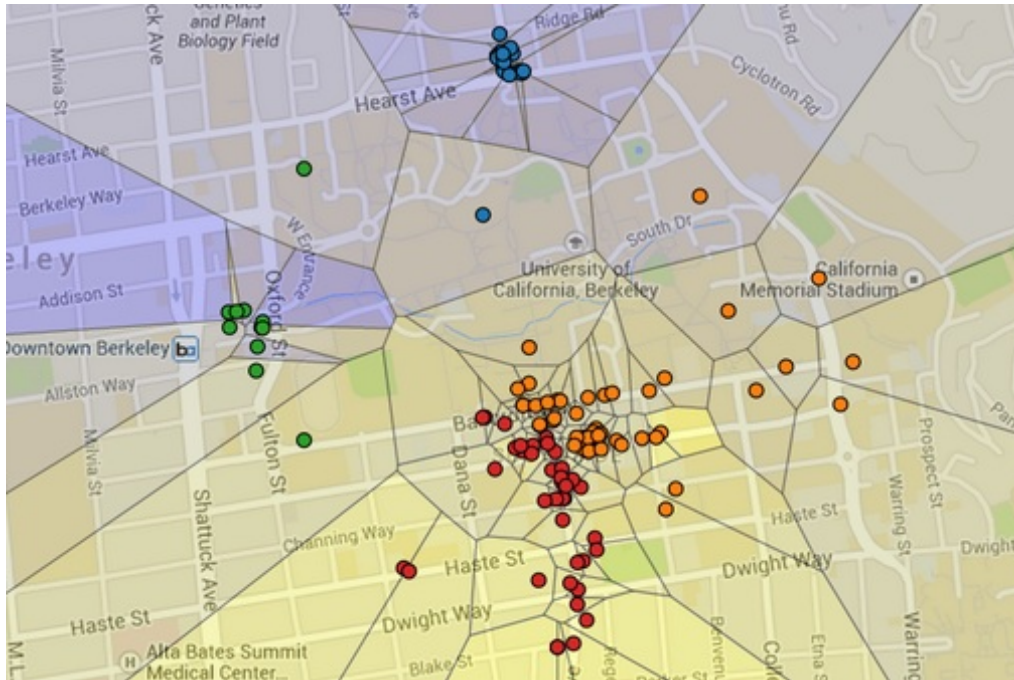 and Plant
Biology Field
Ridge Rd
Milvia St
Cyclotron Rd
Hearst Ave
Hearst Ave
Berkeley Way
W Entrance
South Dr
eley
University of
California, Berkeley
California
Memorial Stadium
Addison St
Oxford St
Downtown Berkeley
Allston Way
Fulton St
Milvia St
Dana St
Prospect St
Shattuck Ave
Channing Way
Haste St
Warring St
Haste St
Dwight Way
Dwight
Dwight Way
Haste St
H
Alta Bates Summit
Medical Center...
Blake St
Warring
Etna S
M.L.